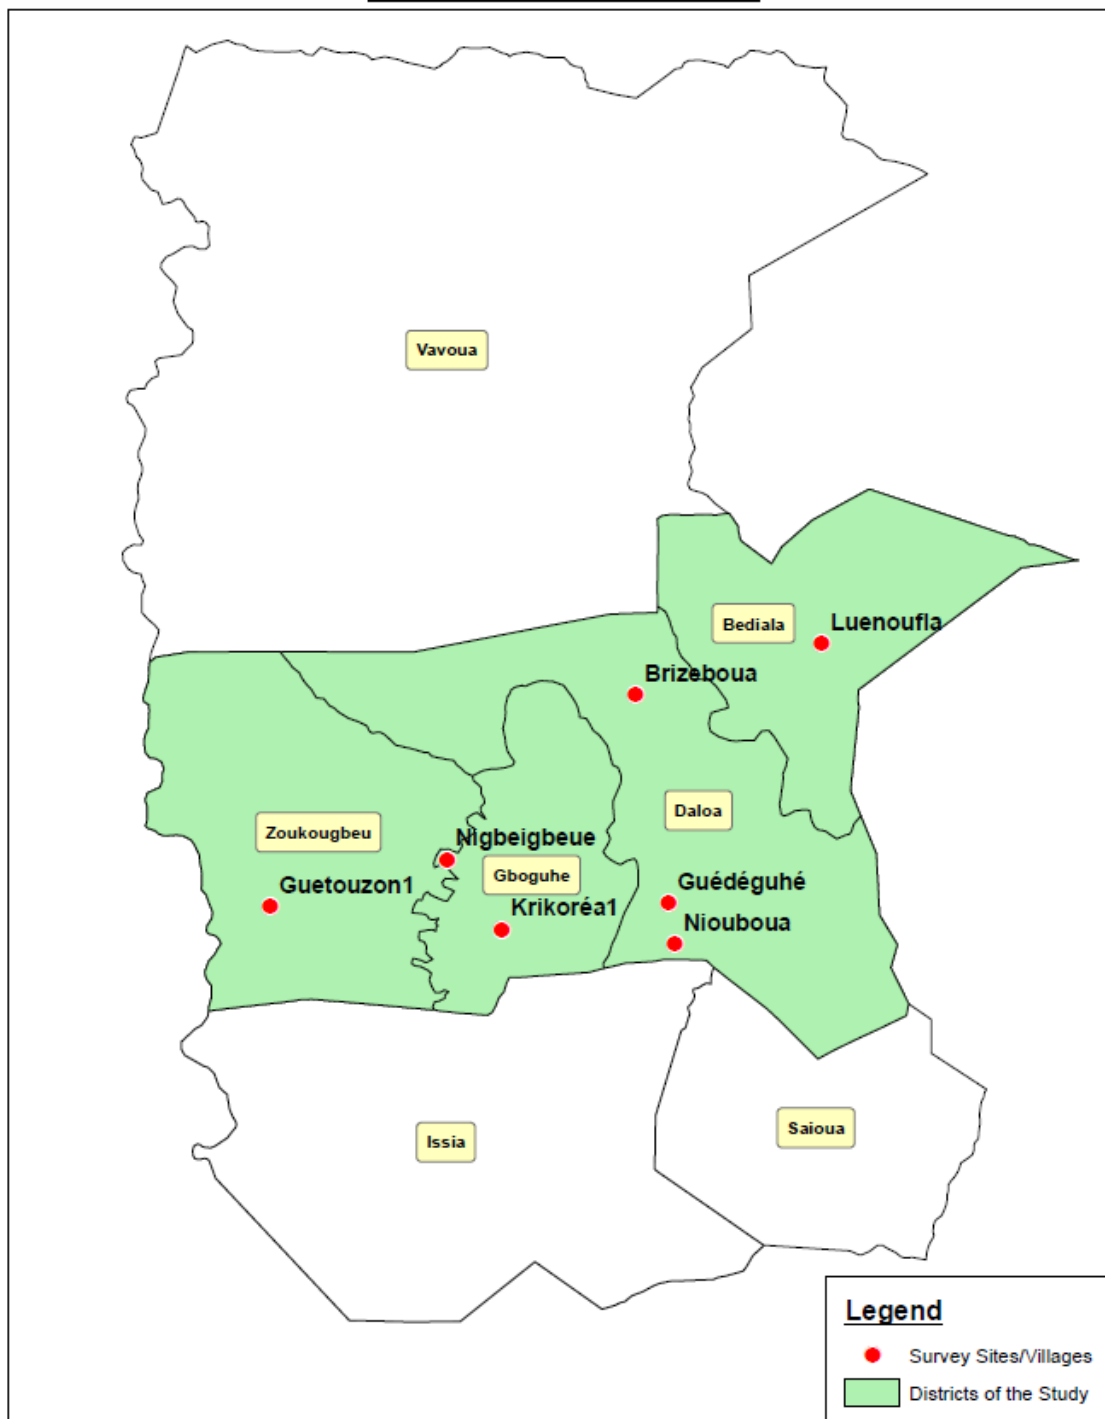 Vavoua
Bediala
Luenoufla
Brizeboua
Daloa
Zoukougbeu
Nigbeigbeue
Gboguhe
Guetouzon1
Krikoréa1
Guédéguhé
Niouboua
Issia
Saioua
Legend
Survey Sites/Villages
Districts of the Study